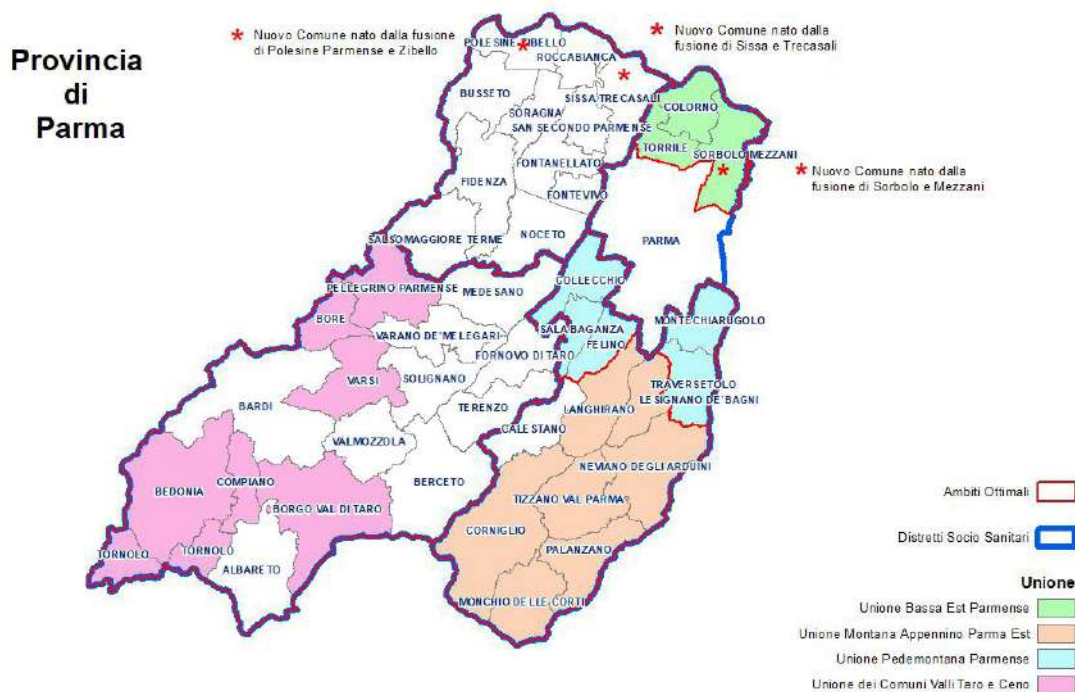 Provincia
di
Parma
* Nuovo Comune nato dalla fusione
di Polesine Parmense e Zibello
* Nuovo Comune nato dalla
fusione di Sissa e Trecasali
POLESINE ZIBELLO
ROCCABIANCA
BUSSETO
SISSA TRECASALI
COLORNO
SORAGNA
SAN SECONDO PARMENSE
TORRILE
SORBOLO MEZZANI
FONTANELLATO
* Nuovo Comune nato dalla
fusione di Sorbolo e Mezzani
FIDENZA
FONTEVIVO
SALSOMAGGIORE TERME
NOCETO
PARMA
COLLECCHIO
PELLEGRINO PARMENSE
MEDESANO
BORE
MONTECHIARUGOLO
VARANO DE'MELEGARI
SALA BAGANZA
FELINO
FORNOVO DI TARO
VARSI
SOLIGNANO
TRAVERSETOLO
LESIGNANO DE'BAGNI
BARDI
TERENZO
LANGHIRANO
CALESTANO
VALMOZZOLA
NEVIANO DEGLI ARDUINI
COMPIANO
BERCETO
BEDONIA
TIZZANO VAL PARMA
BORGO VAL DI TARO
CORNIGLIO
TORNOLO
TORNOLO
PALANZANO
ALBARETO
MONCHIO DELLE CORTI
Ambiti Ottimali
Distretti Socio Sanitari
Unione
Unione Bassa Est Parmense
Unione Montana Appennino Parma Est
Unione Pedemontana Parmense
Unione dei Comuni Valli Taro e Ceno